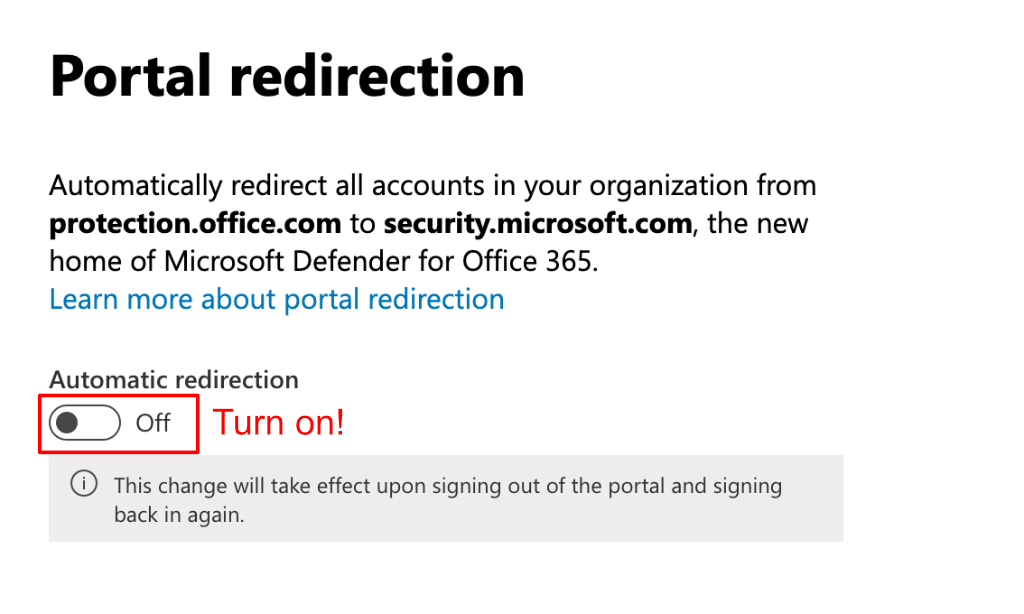 Portal redirection
Automatically redirect all accounts in your organization from
protection.office.com to security.microsoft.com, the new
home of Microsoft Defender for Office 365.
Learn more about portal redirection
Automatic redirection
Off Turn on!
This change will take effect upon signing out of the portal and signing
back in again.